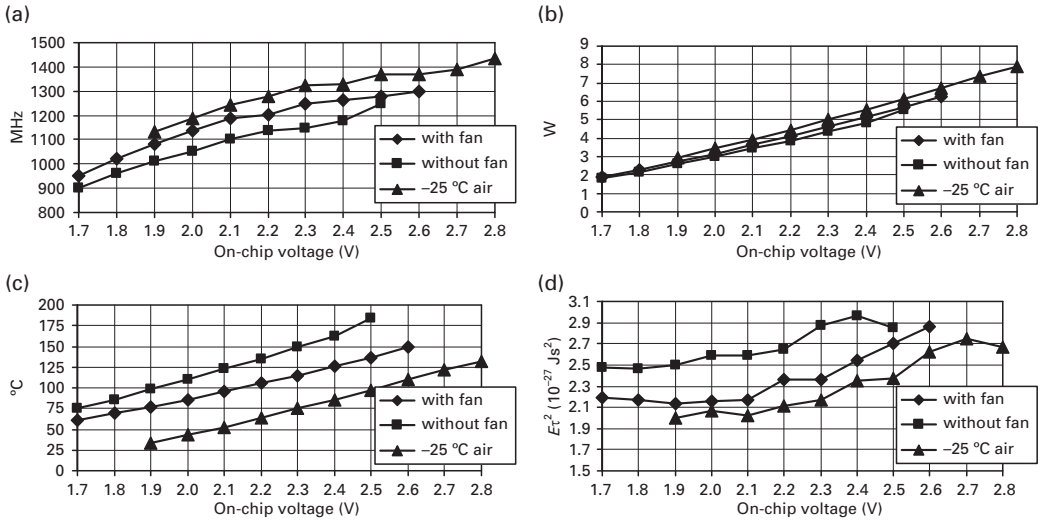 (a)
MHz
1500
1400
1300
1200
1100
1000
900
800
1.7 1.8 1.9 2.0 2.1 2.2 2.3 2.4 2.5 2.6 2.7 2.8
On-chip voltage (V)
with fan
without fan
–25 °C air
(b)
W
9
8
7
6
5
4
3
2
1
0
1.7 1.8 1.9 2.0 2.1 2.2 2.3 2.4 2.5 2.6 2.7 2.8
On-chip voltage (V)
with fan
without fan
–25 °C air
(c)
°C
200
175
150
125
100
75
50
25
0
1.7 1.8 1.9 2.0 2.1 2.2 2.3 2.4 2.5 2.6 2.7 2.8
On-chip voltage (V)
with fan
without fan
–25 °C air
(d)
Eτ² (10⁻²⁷ Js²)
3.1
2.9
2.7
2.5
2.3
2.1
1.9
1.7
1.5
1.7 1.8 1.9 2.0 2.1 2.2 2.3 2.4 2.5 2.6 2.7 2.8
On-chip voltage (V)
with fan
without fan
–25 °C air